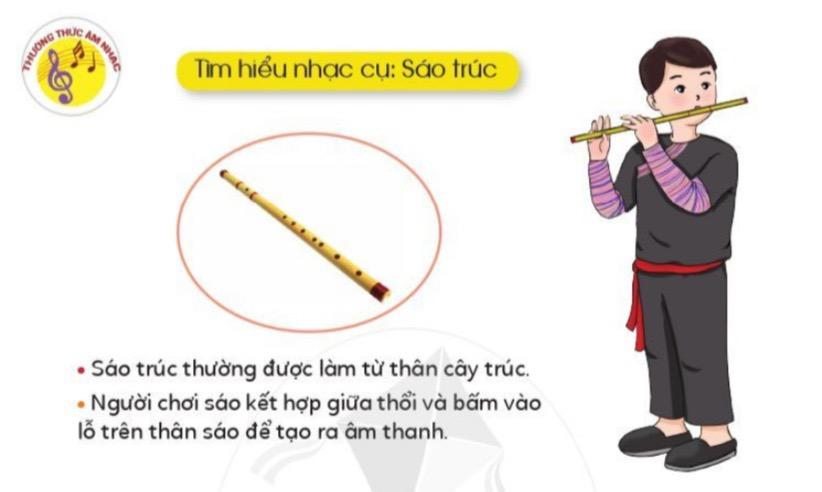 THƯỞNG THỨC ÂM NHẠC
Tìm hiểu nhạc cụ: Sáo trúc
• Sáo trúc thường được làm từ thân cây trúc.
• Người chơi sáo kết hợp giữa thổi và bấm vào
lỗ trên thân sáo để tạo ra âm thanh.